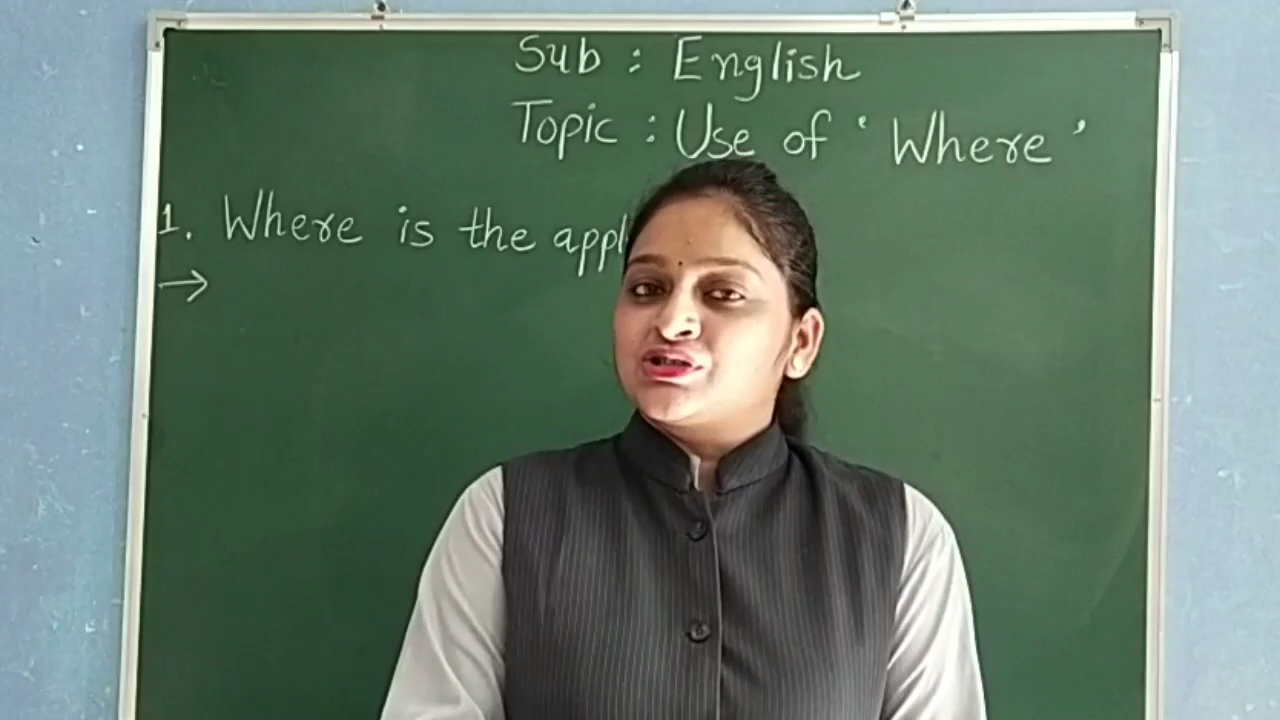 Sub : English
Topic : Use of ' Where '
1. Where is the appl
→